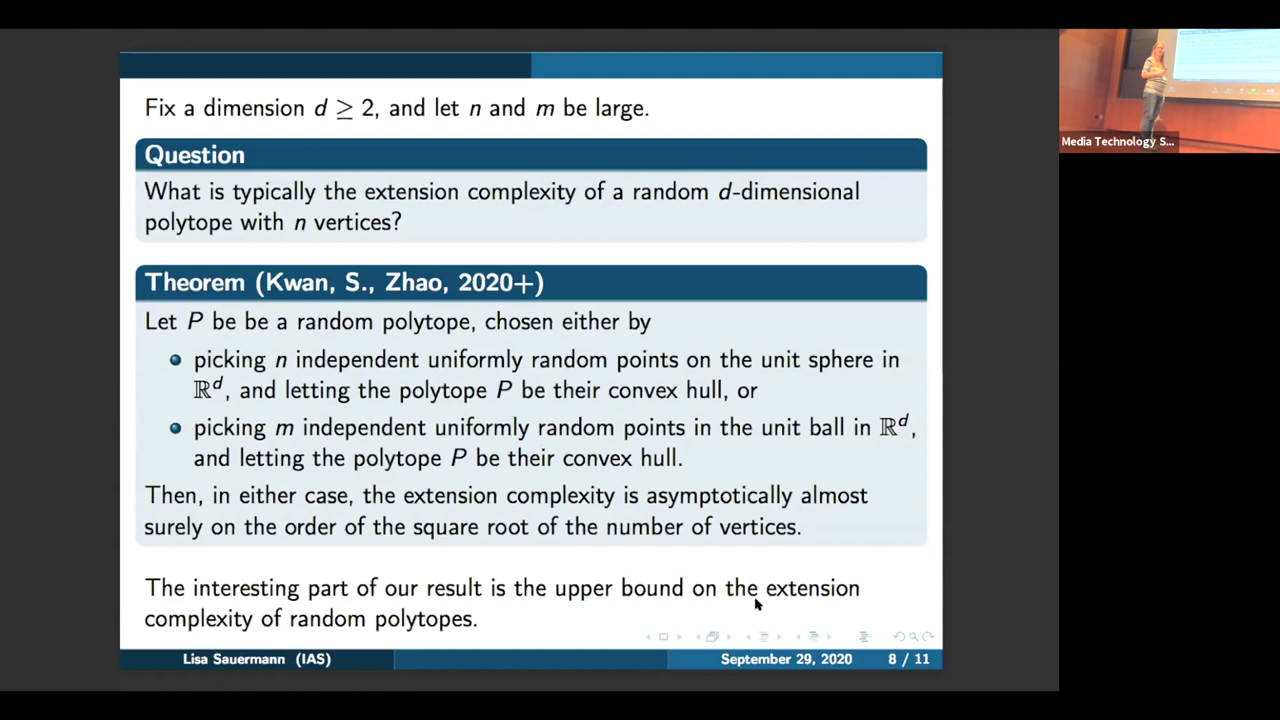 Fix a dimension d ≥ 2, and let n and m be large.
Question
What is typically the extension complexity of a random d-dimensional
polytope with n vertices?
Theorem (Kwan, S., Zhao, 2020+)
Let P be be a random polytope, chosen either by
picking n independent uniformly random points on the unit sphere in
ℝᵈ, and letting the polytope P be their convex hull, or
picking m independent uniformly random points in the unit ball in ℝᵈ,
and letting the polytope P be their convex hull.
Then, in either case, the extension complexity is asymptotically almost
surely on the order of the square root of the number of vertices.
The interesting part of our result is the upper bound on the extension
complexity of random polytopes.
Lisa Sauermann (IAS)
September 29, 2020
8 / 11
Media Technology S...